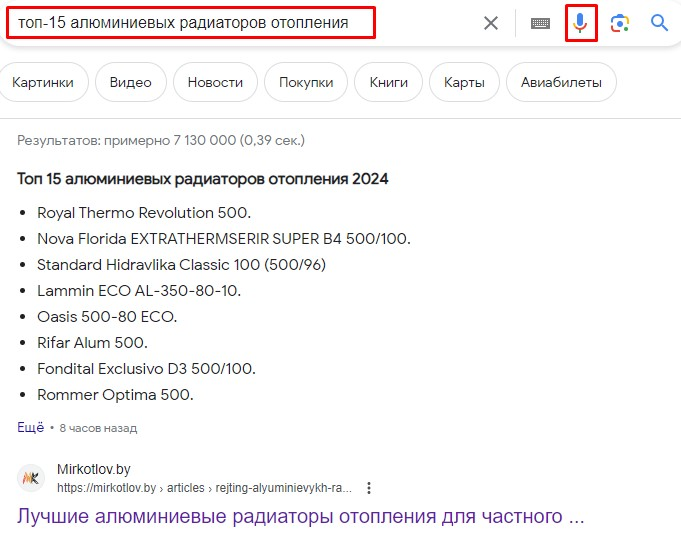 топ-15 алюминиевых радиаторов отопления
Картинки Видео Новости Покупки Книги Карты Авиабилеты
Результатов: примерно 7 130 000 (0,39 сек.)
Топ 15 алюминиевых радиаторов отопления 2024
• Royal Thermo Revolution 500.
• Nova Florida EXTRATHERMSERIR SUPER B4 500/100.
• Standard Hidravlika Classic 100 (500/96)
• Lammin ECO AL-350-80-10.
• Oasis 500-80 ECO.
• Rifar Alum 500.
• Fondital Exclusivo D3 500/100.
• Rommer Optima 500.
Ещё • 8 часов назад
МК
Mirkotlov.by
https://mirkotlov.by › articles › rejting-alyuminievykh-ra...
Лучшие алюминиевые радиаторы отопления для частного ...